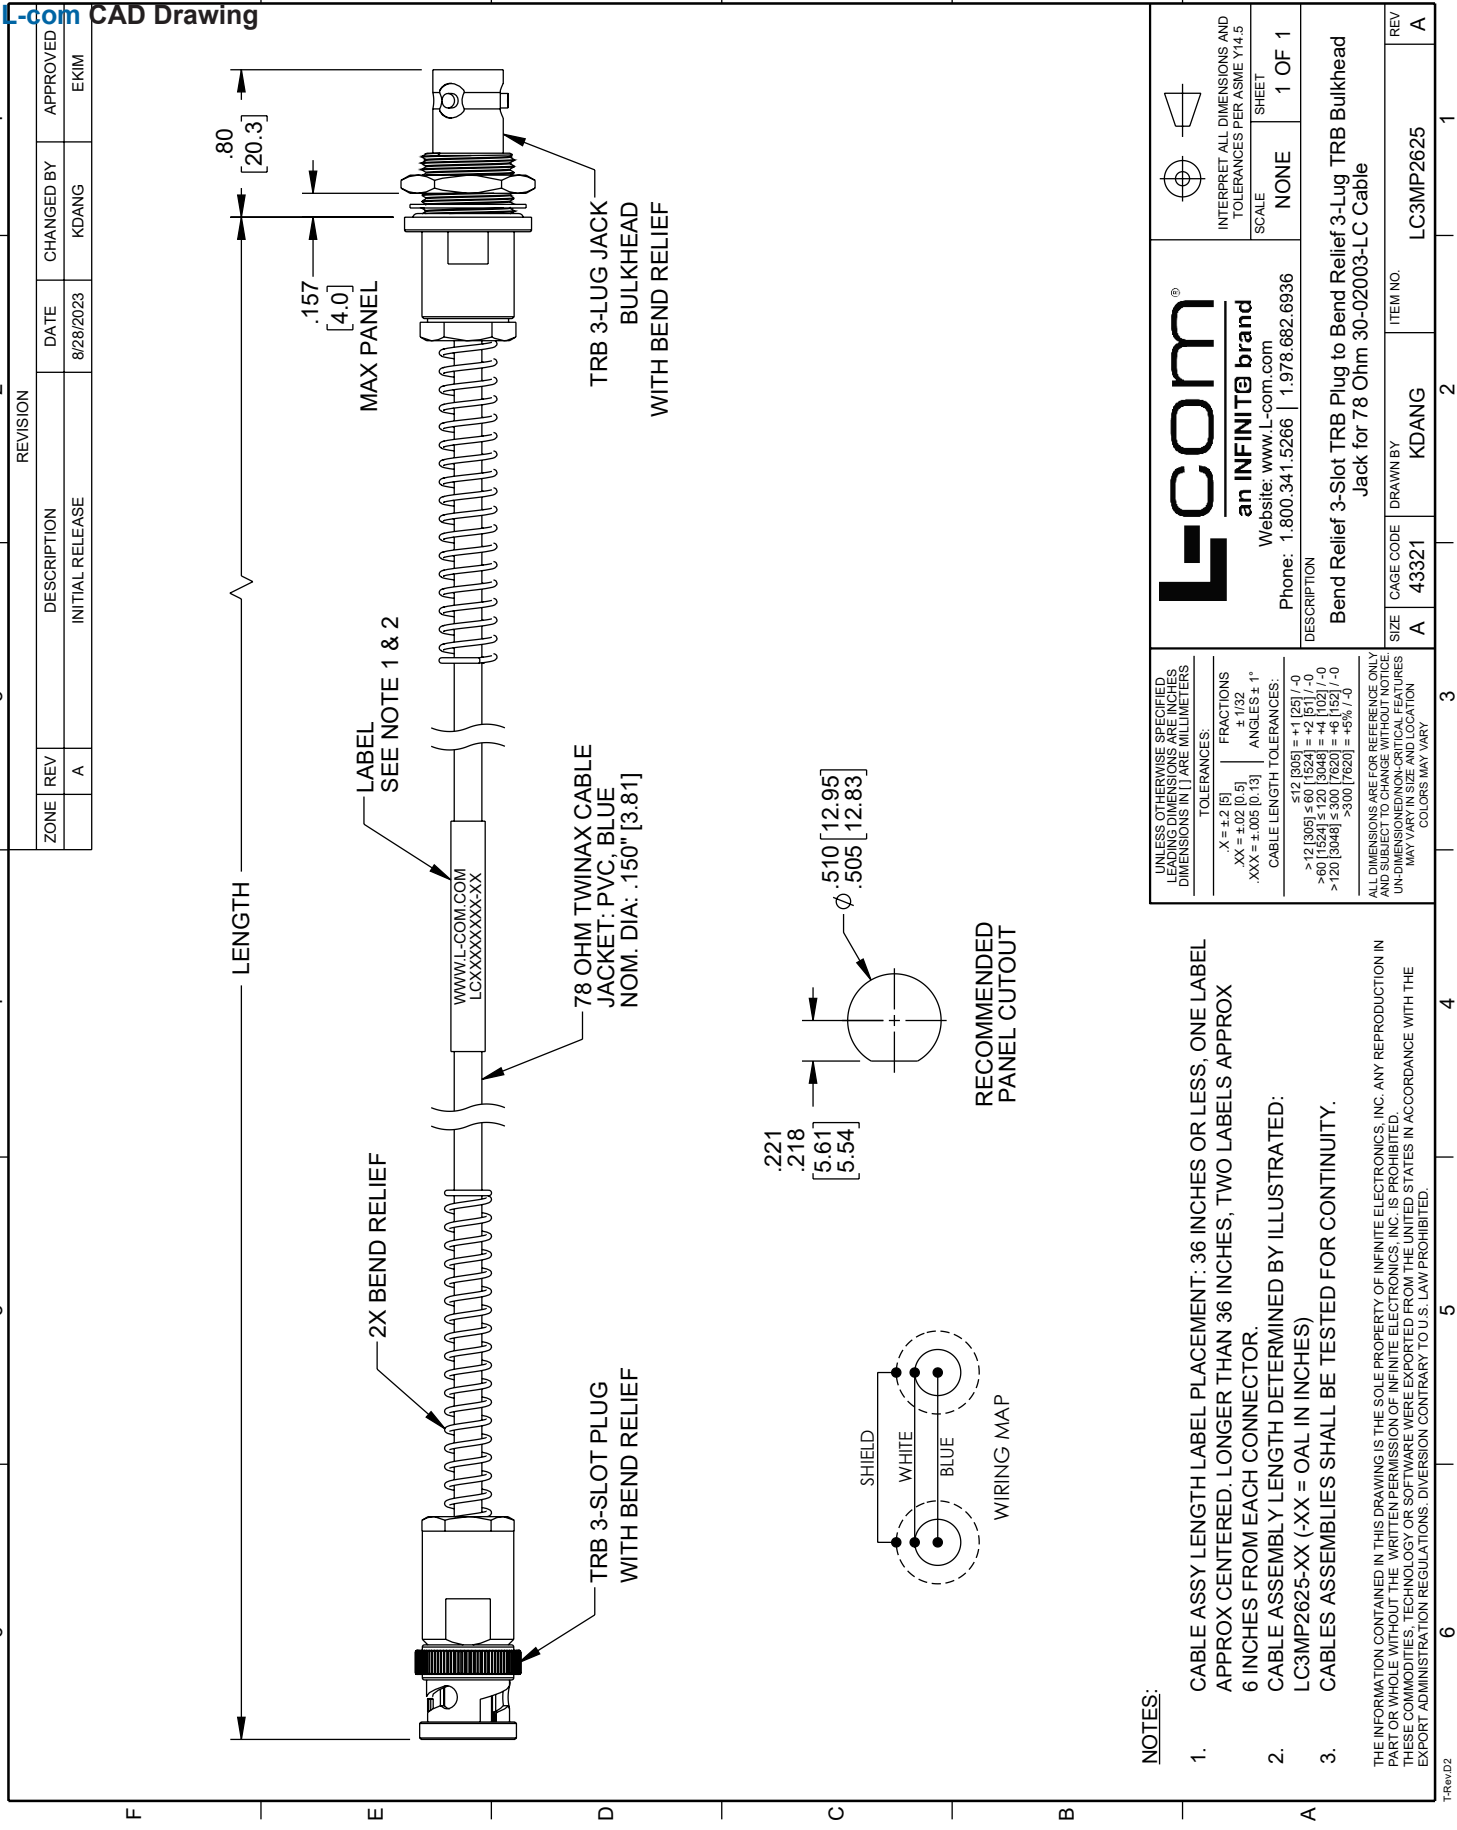 L-com CAD Drawing
REVISION
ZONE REV DESCRIPTION DATE CHANGED BY APPROVED
A INITIAL RELEASE 8/28/2023 KDANG EKIM
LENGTH
.80
[20.3]
.157
[4.0]
MAX PANEL
2X BEND RELIEF
LABEL
SEE NOTE 1 & 2
WWW.L-COM.COM
LCXXXXXXXX-XX
TRB 3-SLOT PLUG
WITH BEND RELIEF
78 OHM TWINAX CABLE
JACKET: PVC, BLUE
NOM. DIA: .150" [3.81]
TRB 3-LUG JACK
BULKHEAD
WITH BEND RELIEF
SHIELD
WHITE
BLUE
WIRING MAP
.221
.218
[5.61]
[5.54]
Ø .510 [12.95]
.505 [12.83]
RECOMMENDED
PANEL CUTOUT
NOTES:
1. CABLE ASSY LENGTH LABEL PLACEMENT: 36 INCHES OR LESS, ONE LABEL
APPROX CENTERED. LONGER THAN 36 INCHES, TWO LABELS APPROX
6 INCHES FROM EACH CONNECTOR.
2. CABLE ASSEMBLY LENGTH DETERMINED BY ILLUSTRATED:
LC3MP2625-XX (-XX = OAL IN INCHES)
3. CABLES ASSEMBLIES SHALL BE TESTED FOR CONTINUITY.
THE INFORMATION CONTAINED IN THIS DRAWING IS THE SOLE PROPERTY OF INFINITE ELECTRONICS, INC. ANY REPRODUCTION IN
PART OR WHOLE WITHOUT THE WRITTEN PERMISSION OF INFINITE ELECTRONICS, INC. IS PROHIBITED.
THESE COMMODITIES, TECHNOLOGY OR SOFTWARE WERE EXPORTED FROM THE UNITED STATES IN ACCORDANCE WITH THE
EXPORT ADMINISTRATION REGULATIONS. DIVERSION CONTRARY TO U.S. LAW PROHIBITED.
UNLESS OTHERWISE SPECIFIED
LEADING DIMENSIONS ARE INCHES
DIMENSIONS IN [ ] ARE MILLIMETERS
TOLERANCES:
.X = ±.2 [5] FRACTIONS
.XX = ±.02 [0.5] ± 1/32
.XXX = ±.005 [0.13] ANGLES ± 1°
CABLE LENGTH TOLERANCES:
≤12 [305] = +1 [25] / -0
>12 [305] ≤ 60 [1524] = +2 [51] / -0
>60 [1524] ≤ 120 [3048] = +4 [102] / -0
>120 [3048] ≤ 300 [7620] = +6 [152] / -0
>300 [7620] = +5% / -0
ALL DIMENSIONS ARE FOR REFERENCE ONLY
AND SUBJECT TO CHANGE WITHOUT NOTICE.
UN-DIMENSIONED/NON-CRITICAL FEATURES
MAY VARY IN SIZE AND LOCATION
COLORS MAY VARY
L-com®
an INFINIT@ brand
Website: www.L-com.com
Phone: 1.800.341.5266 | 1.978.682.6936
INTERPRET ALL DIMENSIONS AND
TOLERANCES PER ASME Y14.5
SCALE NONE SHEET 1 OF 1
DESCRIPTION
Bend Relief 3-Slot TRB Plug to Bend Relief 3-Lug TRB Bulkhead
Jack for 78 Ohm 30-02003-LC Cable
SIZE A CAGE CODE 43321 DRAWN BY KDANG ITEM NO. LC3MP2625 REV A
T-Rev.D2
6 5 4 3 2 1
F E D C B A